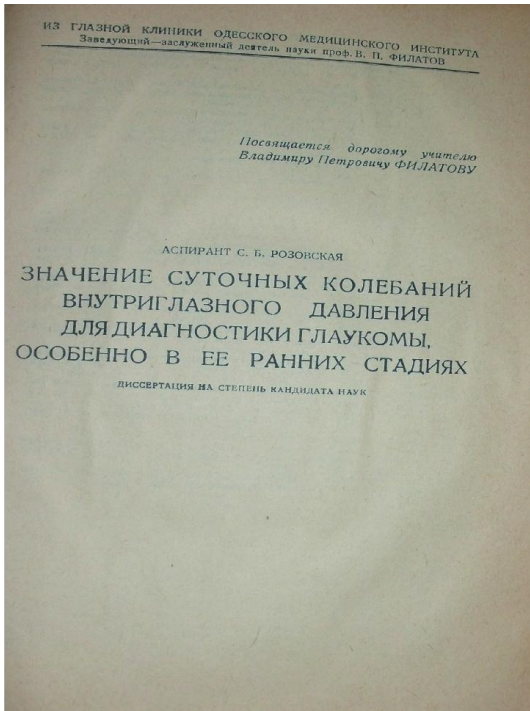 ИЗ ГЛАЗНОЙ КЛИНИКИ ОДЕССКОГО МЕДИЦИНСКОГО ИНСТИТУТА
Заведующий—заслуженный деятель науки проф. В. П. ФИЛАТОВ
Посвящается дорогому учителю
Владимиру Петровичу ФИЛАТОВУ
АСПИРАНТ С. Б. РОЗОВСКАЯ
ЗНАЧЕНИЕ СУТОЧНЫХ КОЛЕБАНИЙ
ВНУТРИГЛАЗНОГО ДАВЛЕНИЯ
ДЛЯ ДИАГНОСТИКИ ГЛАУКОМЫ,
ОСОБЕННО В ЕЕ РАННИХ СТАДИЯХ
ДИССЕРТАЦИЯ НА СТЕПЕНЬ КАНДИДАТА НАУК